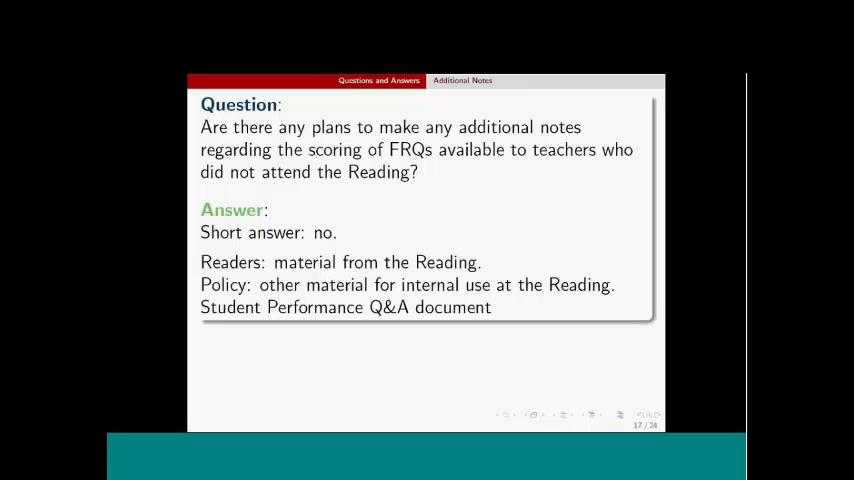 Questions and Answers Additional Notes
Question:
Are there any plans to make any additional notes
regarding the scoring of FRQs available to teachers who
did not attend the Reading?
Answer:
Short answer: no.
Readers: material from the Reading.
Policy: other material for internal use at the Reading.
Student Performance Q&A document
17 / 24